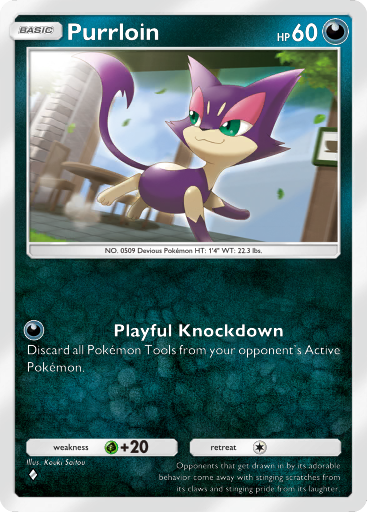 BASIC Purrloin HP 60
NO. 0509 Devious Pokémon HT: 1'4" WT: 22.3 lbs.
Playful Knockdown
Discard all Pokémon Tools from your opponent's Active
Pokémon.
weakness +20 retreat
Illus. Kouki Saitou
Opponents that get drawn in by its adorable
behavior come away with stinging scratches from
its claws and stinging pride from its laughter.